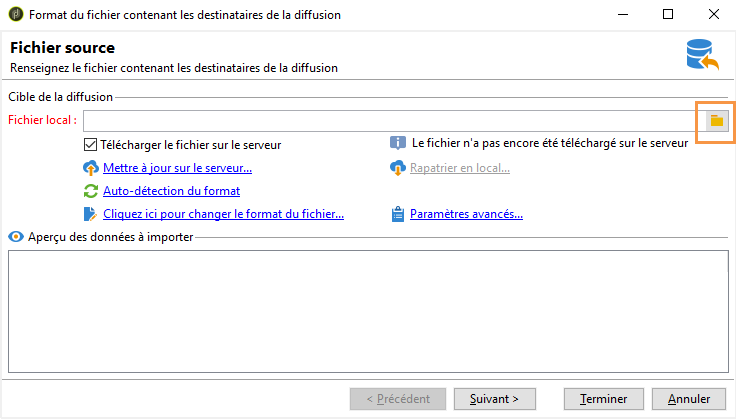 Format du fichier contenant les destinataires de la diffusion
Fichier source
Renseignez le fichier contenant les destinataires de la diffusion
Cible de la diffusion
Fichier local :
Télécharger le fichier sur le serveur
Le fichier n'a pas encore été téléchargé sur le serveur
Mettre à jour sur le serveur...
Rapatrier en local...
Auto-détection du format
Cliquez ici pour changer le format du fichier...
Paramètres avancés...
Aperçu des données à importer
< Précédent
Suivant >
Terminer
Annuler